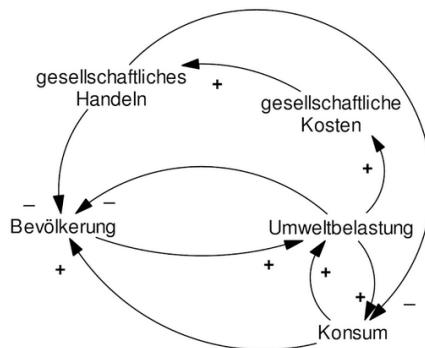 gesellschaftliches
Handeln
+
gesellschaftliche
Kosten
+
–
–
Bevölkerung
Umweltbelastung
+
+
+
+
–
Konsum